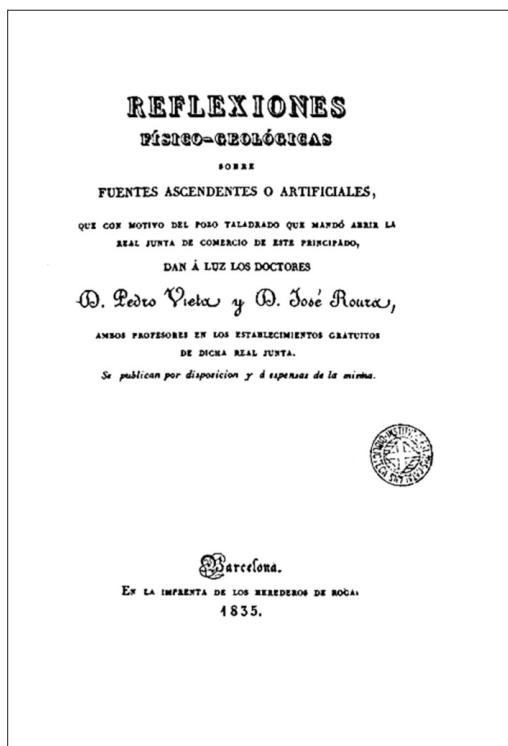 REFLEXIONES
FÍSICO-GEOLÓGICAS
SOBRE
FUENTES ASCENDENTES O ARTIFICIALES,
QUE CON MOTIVO DEL POZO TALADRADO QUE MANDÓ ABRIR LA
REAL JUNTA DE COMERCIO DE ESTE PRINCIPADO,
DAN Á LUZ LOS DOCTORES
D. Pedro Vieta y D. José Roura,
AMBOS PROFESORES EN LOS ESTABLECIMIENTOS GRATUITOS
DE DICHA REAL JUNTA.
Se publican por disposicion y á espensas de la misma.
Barcelona.
EN LA IMPRENTA DE LOS HEREDEROS DE ROCA.
1835.